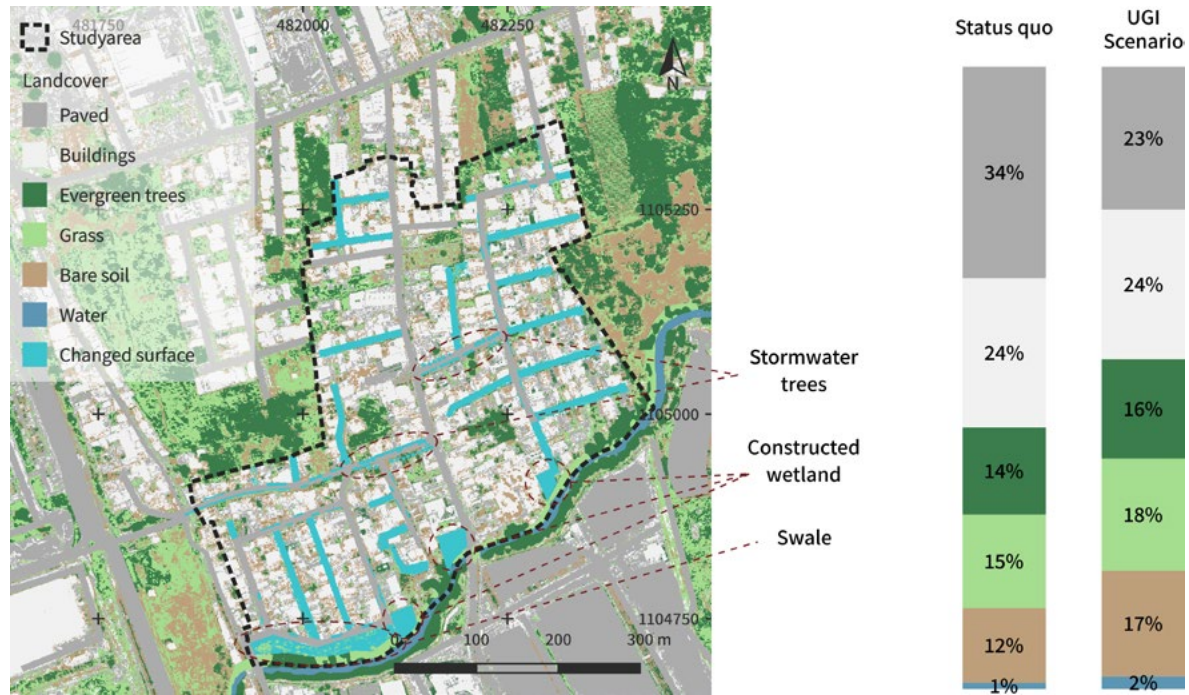 481750
482000
482250
Studyarea
Landcover
Paved
Buildings
Evergreen trees
Grass
Bare soil
Water
Changed surface
N
1105250
1105000
1104750
0
100
200
300 m
Stormwater
trees
Constructed
wetland
Swale
Status quo
34%
24%
14%
15%
12%
1%
UGI
Scenario
23%
24%
16%
18%
17%
2%